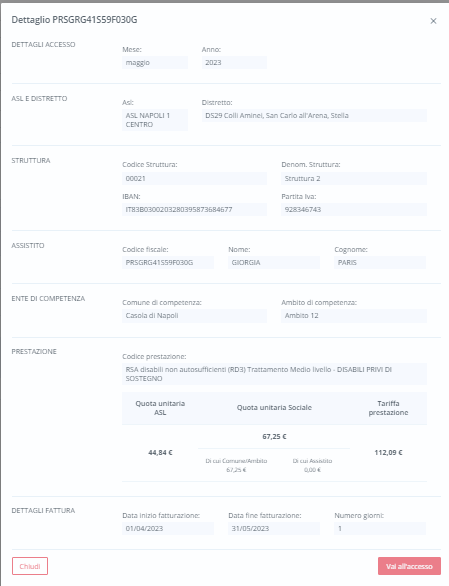 Dettaglio PRSGRG41S59F030G
×
DETTAGLI ACCESSO
Mese:
Anno:
maggio
2023
ASL E DISTRETTO
Asl:
Distretto:
ASL NAPOLI 1
CENTRO
DS29 Colli Aminei, San Carlo all'Arena, Stella
STRUTTURA
Codice Struttura:
Denom. Struttura:
00021
Struttura 2
IBAN:
Partita Iva:
IT83B0300203280395873684677
928346743
ASSISTITO
Codice fiscale:
Nome:
Cognome:
PRSGRG41S59F030G
GIORGIA
PARIS
ENTE DI COMPETENZA
Comune di competenza:
Ambito di competenza:
Casola di Napoli
Ambito 12
PRESTAZIONE
Codice prestazione:
RSA disabili non autosufficienti (RD3) Trattamento Medio livello - DISABILI PRIVI DI
SOSTEGNO
Quota unitaria
ASL
Quota unitaria Sociale
Tariffa
prestazione
44,84 €
67,25 €
Di cui Comune/Ambito
67,25 €
Di cui Assistito
0,00 €
112,09 €
DETTAGLI FATTURA
Data inizio fatturazione:
Data fine fatturazione:
Numero giorni:
01/04/2023
31/05/2023
1
Chiudi
Vai all'accesso